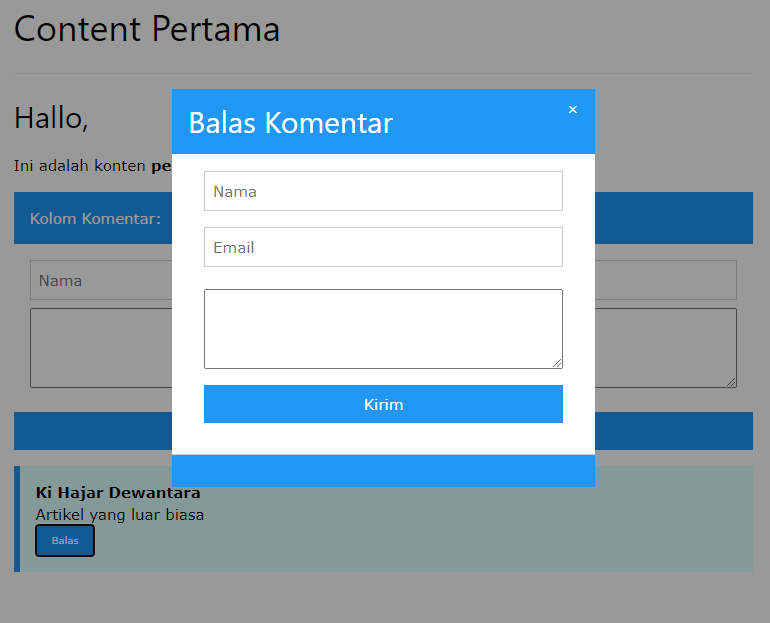 Content Pertama
Hallo,
Ini adalah konten pe
Kolom Komentar:
Nama
Balas Komentar
×
Nama
Email
Kirim
Ki Hajar Dewantara
Artikel yang luar biasa
Balas